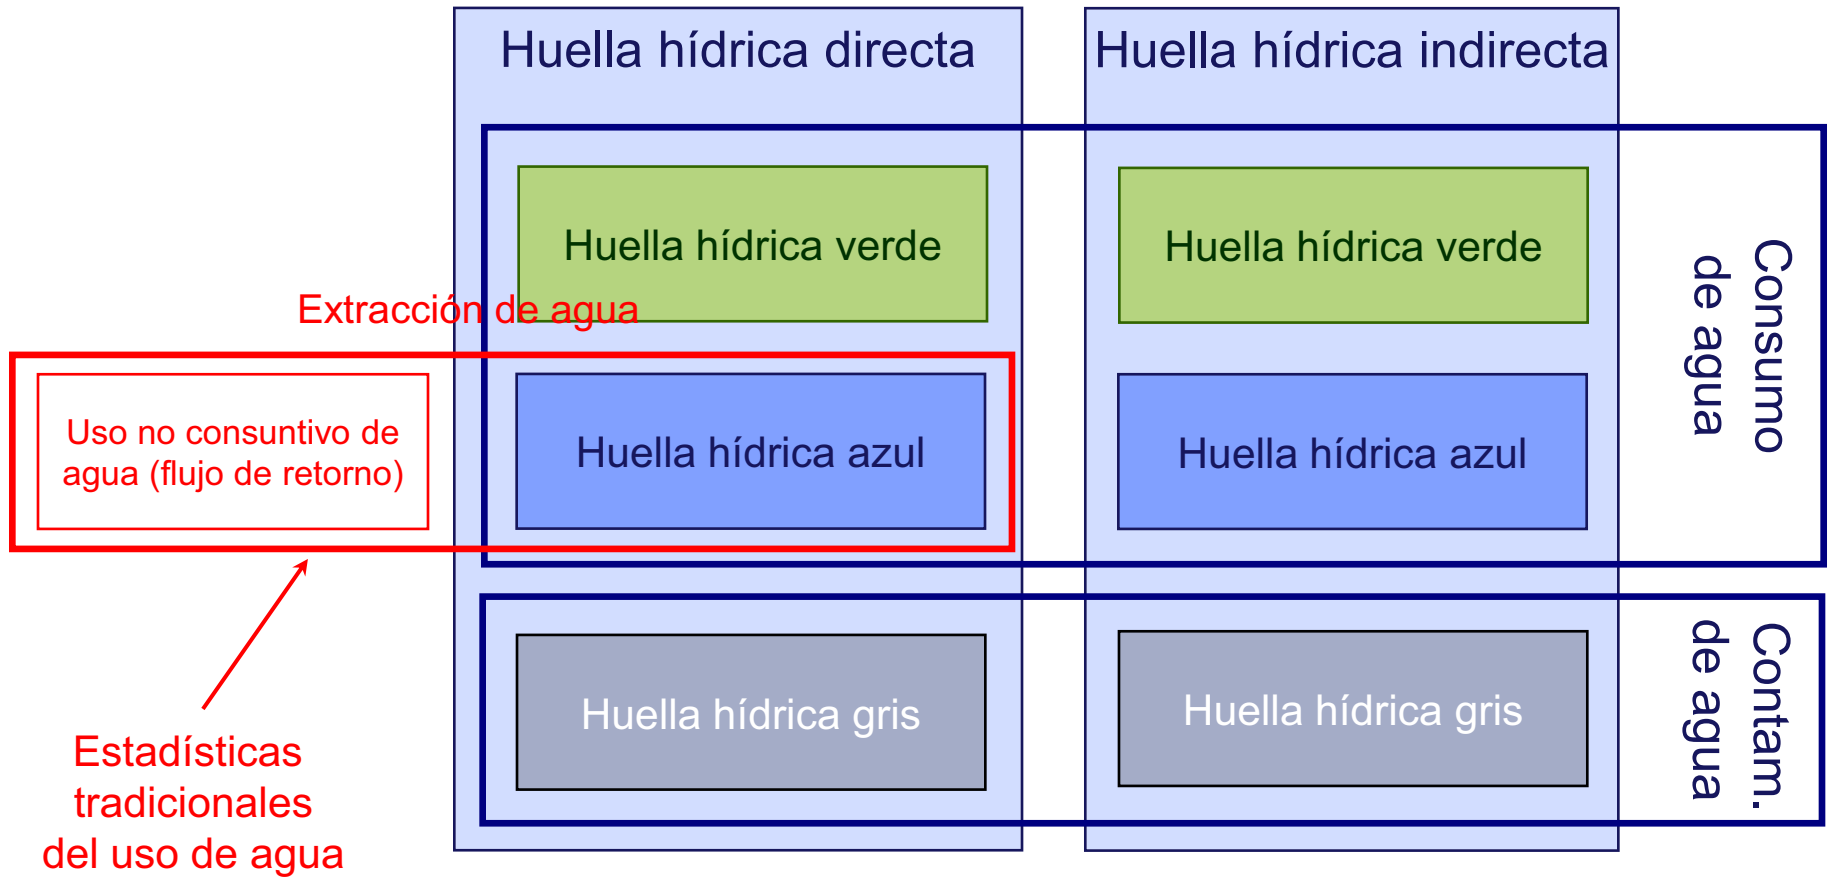 Huella hídrica directa
Huella hídrica indirecta
Huella hídrica verde
Huella hídrica verde
Extracción de agua
Uso no consuntivo de
agua (flujo de retorno)
Huella hídrica azul
Huella hídrica azul
Consumo
de agua
Huella hídrica gris
Huella hídrica gris
Contam.
de agua
Estadísticas
tradicionales
del uso de agua